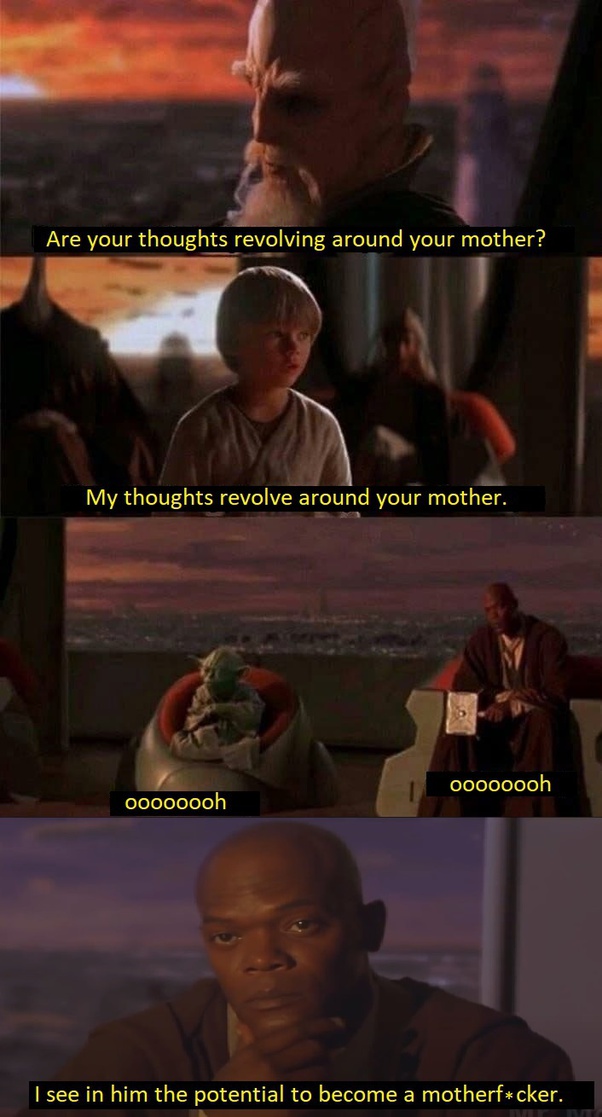 Are your thoughts revolving around your mother?
My thoughts revolve around your mother.
oooooooh
oooooooh
I see in him the potential to become a motherf*cker.